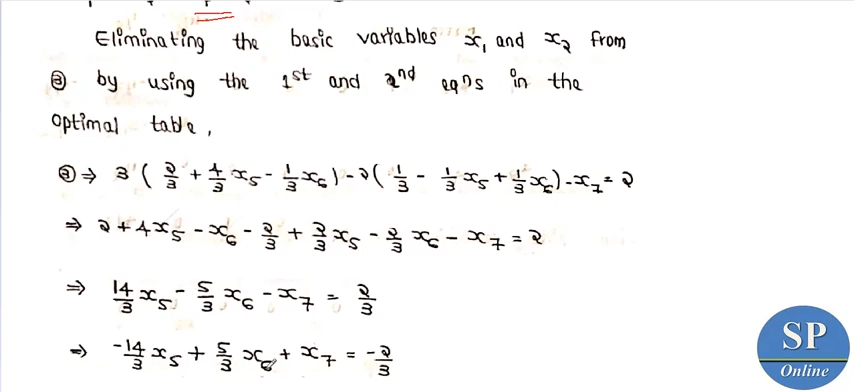 Eliminating the basic variables x₁ and x₂ from
③ by using the 1st and 2nd eqns in the
optimal table,
③ ⇒ 3 ( 2/3 + 4/3 x₅ - 1/3 x₆ ) - 2 ( 1/3 - 1/3 x₅ + 1/3 x₆ ) - x₇ = 2
⇒ 2 + 4x₅ - x₆ - 2/3 + 2/3 x₅ - 2/3 x₆ - x₇ = 2
⇒ 14/3 x₅ - 5/3 x₆ - x₇ = 2/3
⇒ -14/3 x₅ + 5/3 x₆ + x₇ = -2/3
SP
Online